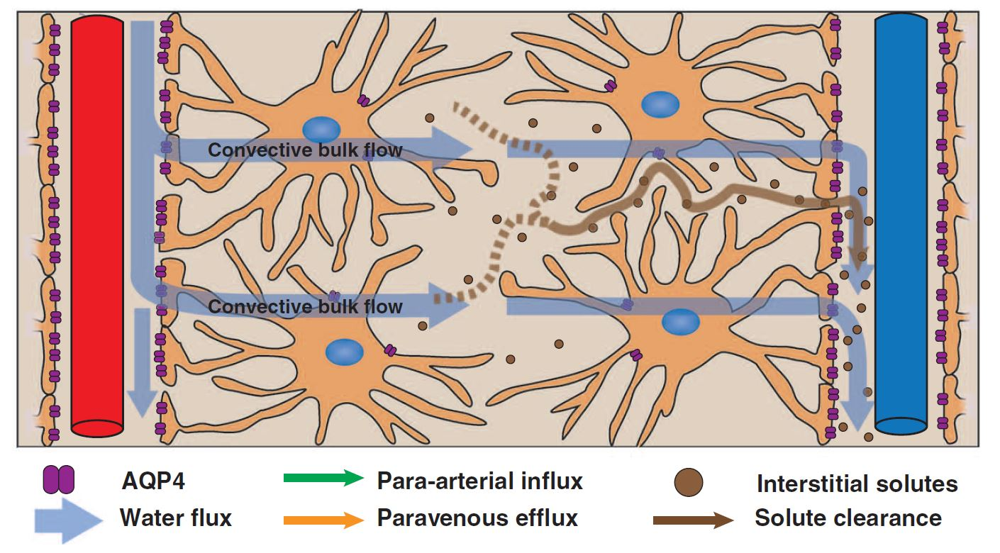 Convective bulk flow
Convective bulk flow
AQP4
Para-arterial influx
Interstitial solutes
Water flux
Paravenous efflux
Solute clearance